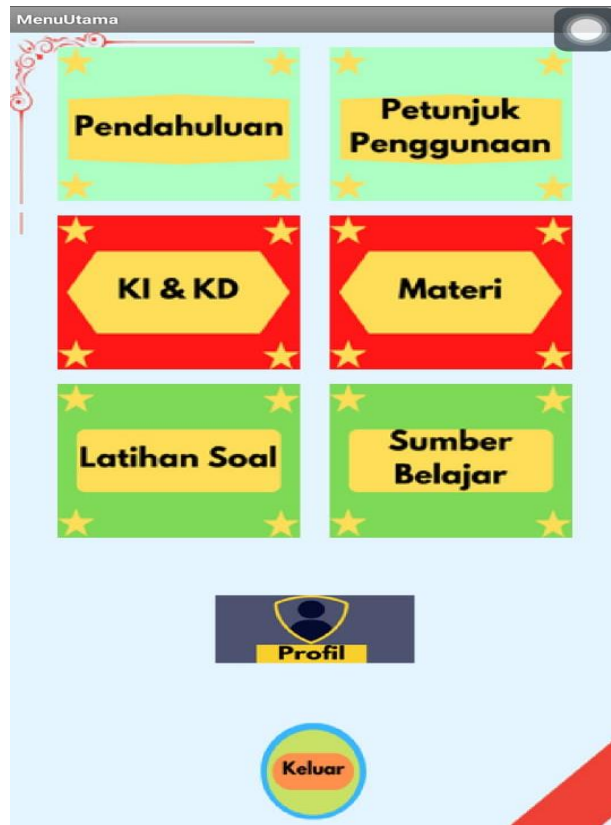 MenuUtama
Pendahuluan
Petunjuk
Penggunaan
KI & KD
Materi
Latihan Soal
Sumber
Belajar
Profil
Keluar